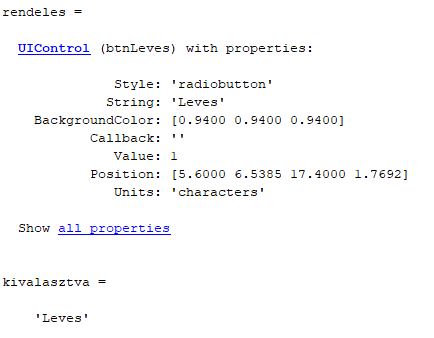 rendeles =
UIControl (btnLeves) with properties:
Style: 'radiobutton'
String: 'Leves'
BackgroundColor: [0.9400 0.9400 0.9400]
Callback: ''
Value: 1
Position: [5.6000 6.5385 17.4000 1.7692]
Units: 'characters'
Show all properties
kivalasztva =
'Leves'